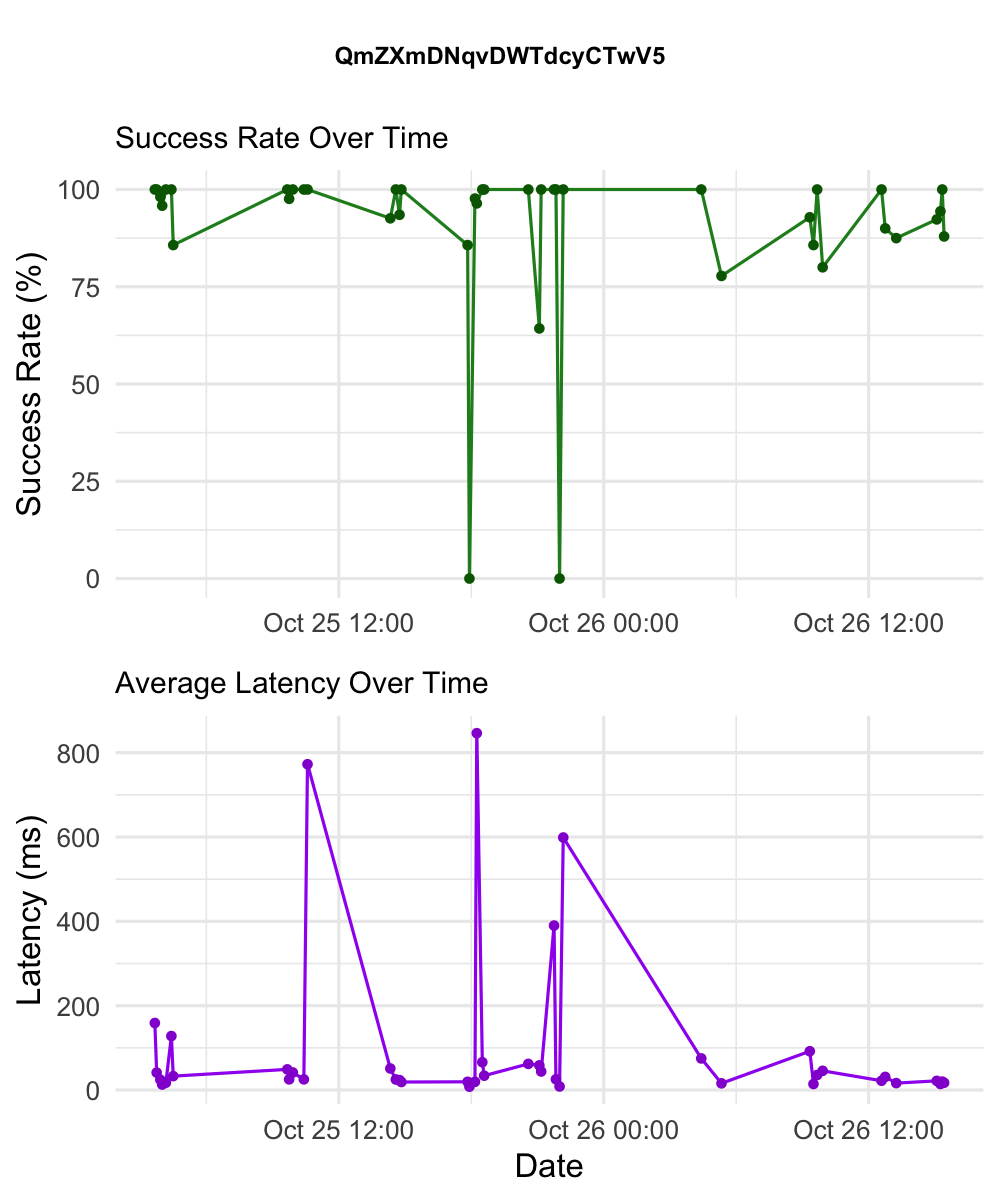 QmZXmDNqvDWTdcyCTwV5
Success Rate Over Time
Success Rate (%)
100
75
50
25
0
Oct 25 12:00 Oct 26 00:00 Oct 26 12:00
Average Latency Over Time
Latency (ms)
800
600
400
200
0
Oct 25 12:00 Oct 26 00:00 Oct 26 12:00
Date